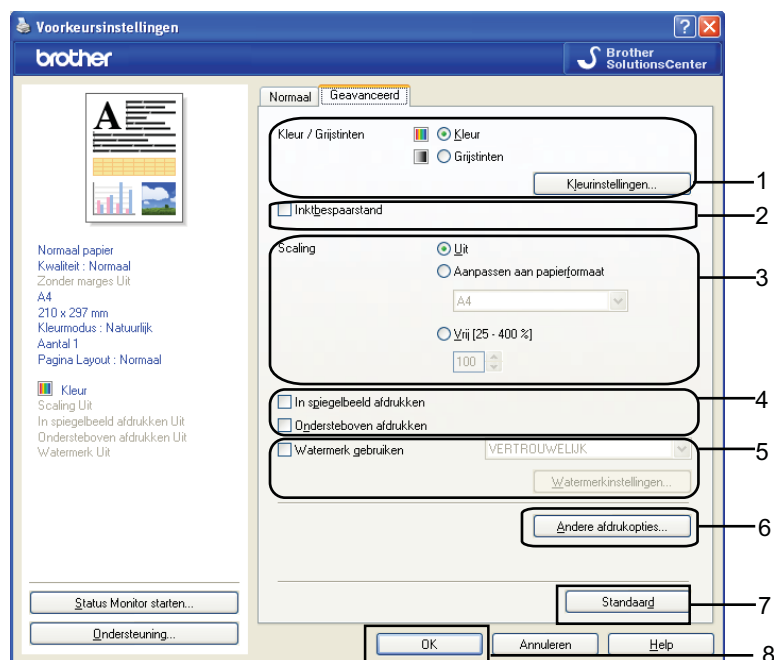 Voorkeursinstellingen
brother
Brother
SolutionsCenter
Normaal
Geavanceerd
A
Kleur / Grijstinten
Kleur
Grijstinten
Kleurinstellingen...
1
Inktbespaarstand
2
Scaling
Uit
Aanpassen aan papierformaat
A4
Vrij [25 - 400 %]
100
3
In spiegelbeeld afdrukken
Ondersteboven afdrukken
4
Watermerk gebruiken
VERTROUWELIJK
Watermerkinstellingen...
5
Andere afdrukopties...
6
Standaard
7
Normaal papier
Kwaliteit : Normaal
Zonder marges Uit
A4
210 x 297 mm
Kleurmodus : Natuurlijk
Aantal 1
Pagina Layout : Normaal
Kleur
Scaling Uit
In spiegelbeeld afdrukken Uit
Ondersteboven afdrukken Uit
Watermerk Uit
Status Monitor starten...
Ondersteuning...
OK
Annuleren
Help
8